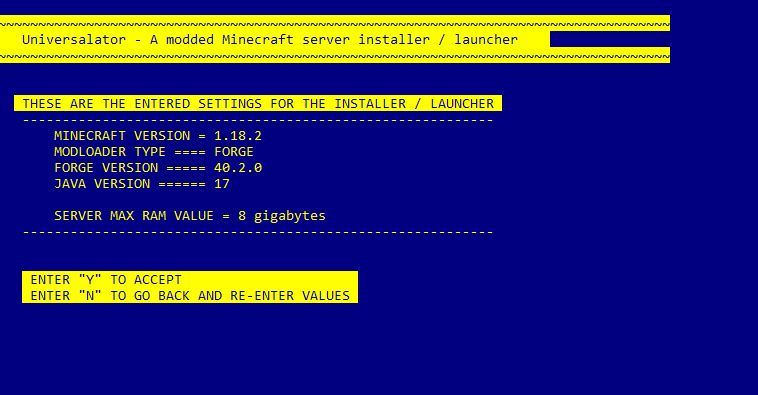 ~~~~~~~~~~~~~~~~~~~~~~~~~~~~~~~~~~~~~~~~~~~~~~~~~~~~~~~~~~~~~~~~~~~~~~~~~~~~~~~~~~~~
Universalator - A modded Minecraft server installer / launcher
~~~~~~~~~~~~~~~~~~~~~~~~~~~~~~~~~~~~~~~~~~~~~~~~~~~~~~~~~~~~~~~~~~~~~~~~~~~~~~~~~~~~
THESE ARE THE ENTERED SETTINGS FOR THE INSTALLER / LAUNCHER
-----------------------------------------------------------
MINECRAFT VERSION = 1.18.2
MODLOADER TYPE ==== FORGE
FORGE VERSION ===== 40.2.0
JAVA VERSION ====== 17
SERVER MAX RAM VALUE = 8 gigabytes
-----------------------------------------------------------
ENTER "Y" TO ACCEPT
ENTER "N" TO GO BACK AND RE-ENTER VALUES